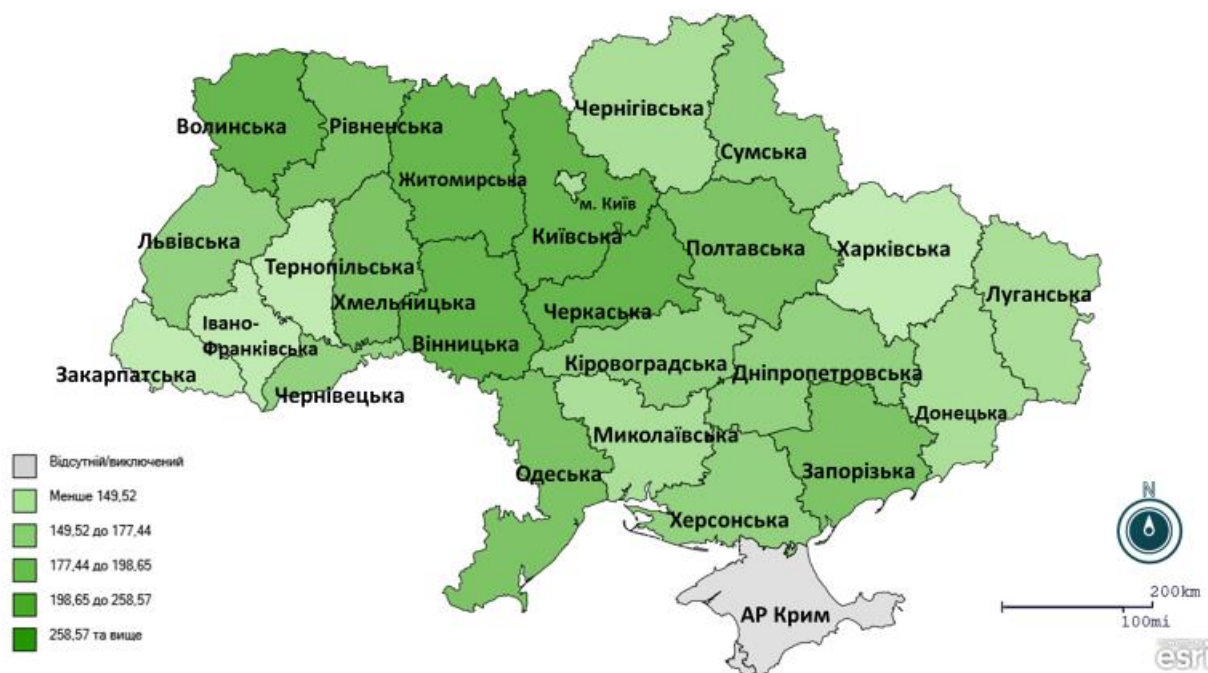 Чернігівська
Волинська
Рівненська
Сумська
Житомирська
м. Київ
Київська
Львівська
Полтавська
Харківська
Тернопільська
Луганська
Хмельницька
Черкаська
Івано-
Франківська
Вінницька
Кіровоградська
Закарпатська
Дніпропетровська
Чернівецька
Донецька
Миколаївська
Одеська
Запорізька
Херсонська
АР Крим
Відсутній/виключений
Менше 149,52
149,52 до 177,44
177,44 до 198,65
198,65 до 258,57
258,57 та вище
N
200km
100mi
esri